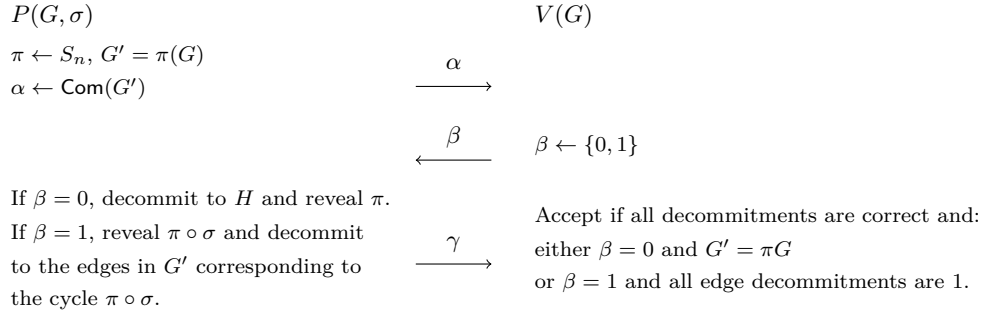 P(G, σ) V(G)
π ← S_n, G′ = π(G)
α ← Com(G′)
α
β
β ← {0, 1}
If β = 0, decommit to H and reveal π.
If β = 1, reveal π ∘ σ and decommit
to the edges in G′ corresponding to
the cycle π ∘ σ.
γ
Accept if all decommitments are correct and:
either β = 0 and G′ = πG
or β = 1 and all edge decommitments are 1.